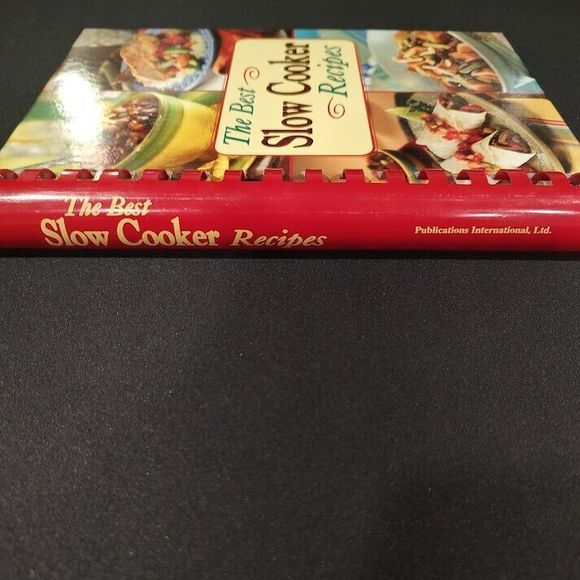 The Best
Slow Cooker
Recipes
The Best
Slow Cooker Recipes
Publications International, Ltd.